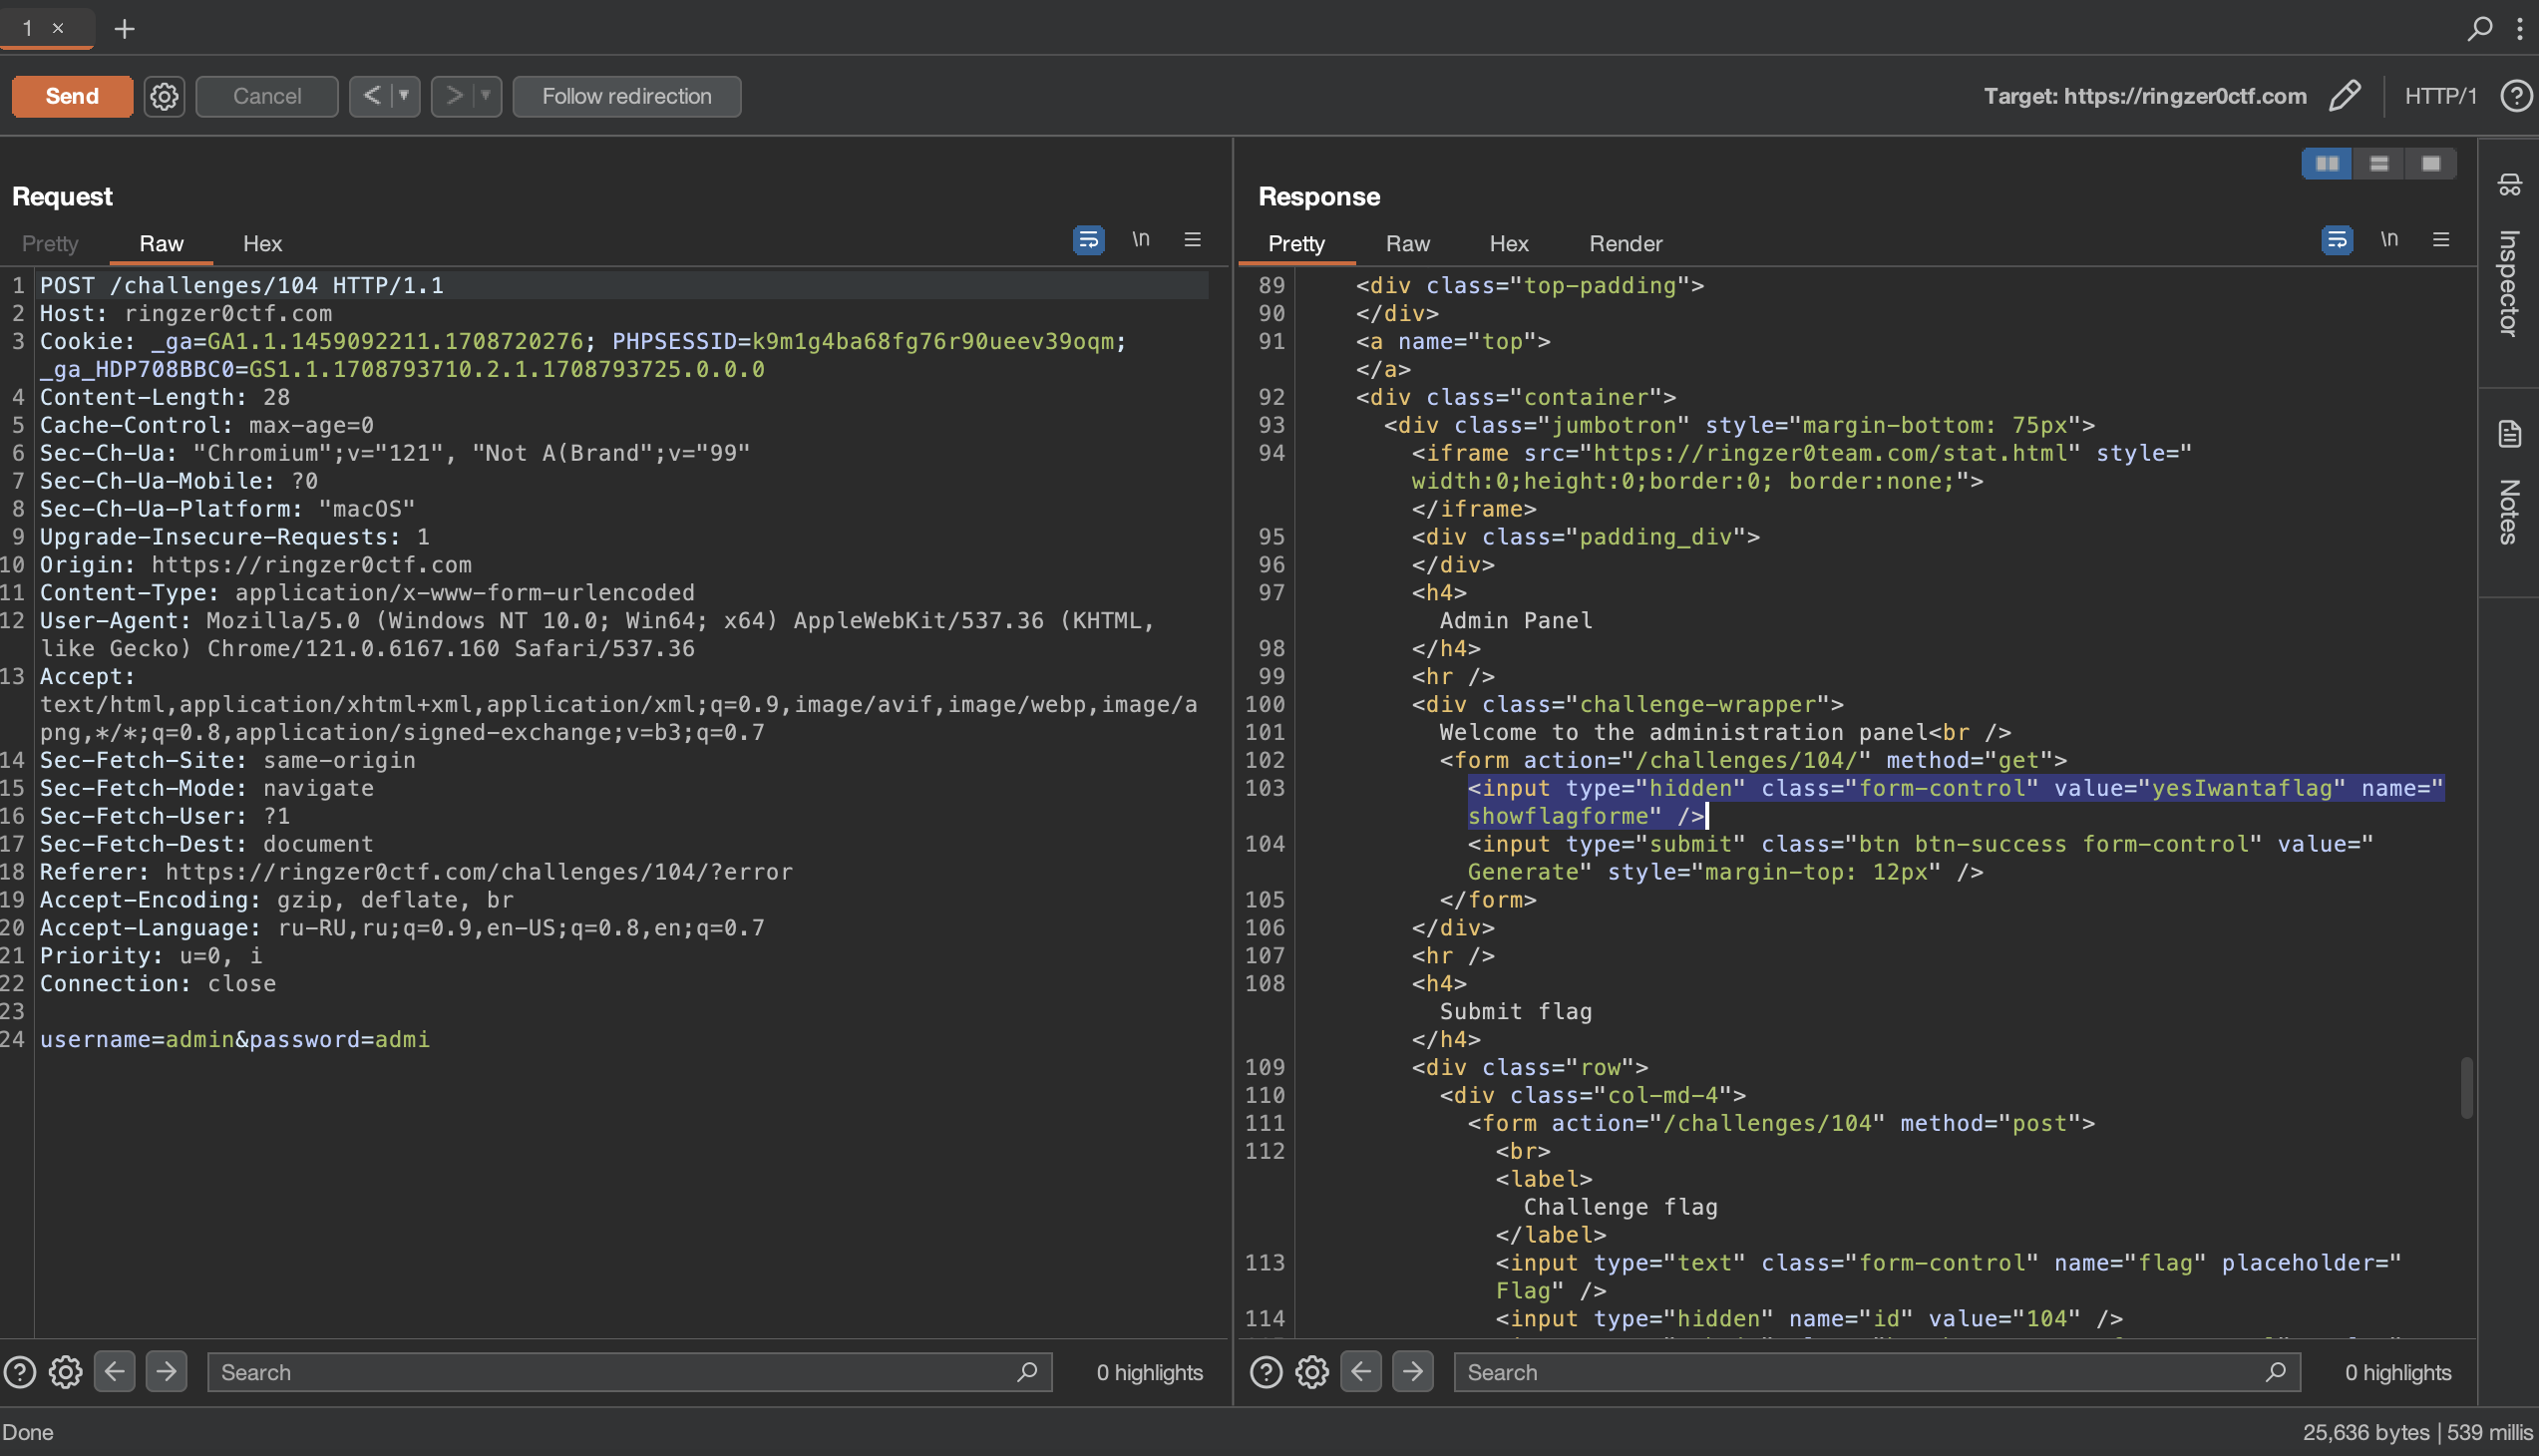 1 ×
Send
Cancel
< ▼
> ▼
Follow redirection
Target: https://ringzer0ctf.com
HTTP/1
Request
Pretty
Raw
Hex
\n
1 POST /challenges/104 HTTP/1.1
2 Host: ringzer0ctf.com
3 Cookie: _ga=GA1.1.1459092211.1708720276; PHPSESSID=k9m1g4ba68fg76r90ueev39oqm;
_ga_HDP708BBC0=GS1.1.1708793710.2.1.1708793725.0.0.0
4 Content-Length: 28
5 Cache-Control: max-age=0
6 Sec-Ch-Ua: "Chromium";v="121", "Not A(Brand";v="99"
7 Sec-Ch-Ua-Mobile: ?0
8 Sec-Ch-Ua-Platform: "macOS"
9 Upgrade-Insecure-Requests: 1
10 Origin: https://ringzer0ctf.com
11 Content-Type: application/x-www-form-urlencoded
12 User-Agent: Mozilla/5.0 (Windows NT 10.0; Win64; x64) AppleWebKit/537.36 (KHTML,
like Gecko) Chrome/121.0.6167.160 Safari/537.36
13 Accept:
text/html,application/xhtml+xml,application/xml;q=0.9,image/avif,image/webp,image/a
png,*/*;q=0.8,application/signed-exchange;v=b3;q=0.7
14 Sec-Fetch-Site: same-origin
15 Sec-Fetch-Mode: navigate
16 Sec-Fetch-User: ?1
17 Sec-Fetch-Dest: document
18 Referer: https://ringzer0ctf.com/challenges/104/?error
19 Accept-Encoding: gzip, deflate, br
20 Accept-Language: ru-RU,ru;q=0.9,en-US;q=0.8,en;q=0.7
21 Priority: u=0, i
22 Connection: close
23
24 username=admin&password=admi
Search
0 highlights
Response
Pretty
Raw
Hex
Render
\n
89 <div class="top-padding">
90 </div>
91 <a name="top">
</a>
92 <div class="container">
93 <div class="jumbotron" style="margin-bottom: 75px">
94 <iframe src="https://ringzer0team.com/stat.html" style="
width:0;height:0;border:0; border:none;">
</iframe>
95 <div class="padding_div">
96 </div>
97 <h4>
Admin Panel
98 </h4>
99 <hr />
100 <div class="challenge-wrapper">
101 Welcome to the administration panel<br />
102 <form action="/challenges/104/" method="get">
103 <input type="hidden" class="form-control" value="yesIwantaflag" name="
showflagforme" />
104 <input type="submit" class="btn btn-success form-control" value="
Generate" style="margin-top: 12px" />
105 </form>
106 </div>
107 <hr />
108 <h4>
Submit flag
</h4>
109 <div class="row">
110 <div class="col-md-4">
111 <form action="/challenges/104" method="post">
112 <br>
<label>
Challenge flag
</label>
113 <input type="text" class="form-control" name="flag" placeholder="
Flag" />
114 <input type="hidden" name="id" value="104" />
Search
0 highlights
Inspector
Notes
Done
25,636 bytes | 539 millis